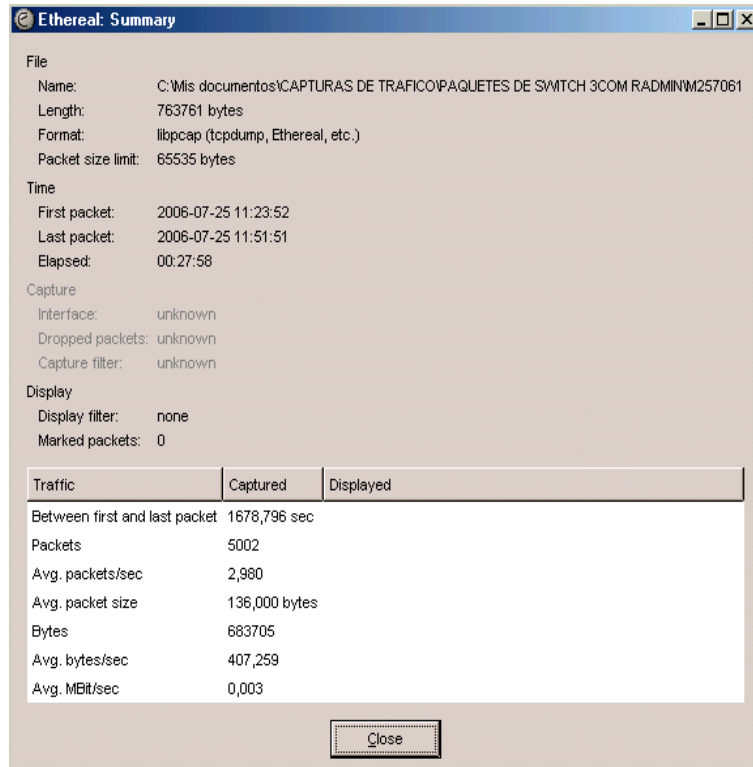 Ethereal: Summary
File
Name: C:\Mis documentos\CAPTURAS DE TRAFICO\PAQUETES DE SWITCH 3COM RADMIN\M257061
Length: 763761 bytes
Format: libpcap (tcpdump, Ethereal, etc.)
Packet size limit: 65535 bytes
Time
First packet: 2006-07-25 11:23:52
Last packet: 2006-07-25 11:51:51
Elapsed: 00:27:58
Capture
Interface: unknown
Dropped packets: unknown
Capture filter: unknown
Display
Display filter: none
Marked packets: 0
Traffic Captured Displayed
Between first and last packet 1678,796 sec
Packets 5002
Avg. packets/sec 2,980
Avg. packet size 136,000 bytes
Bytes 683705
Avg. bytes/sec 407,259
Avg. MBit/sec 0,003
Close